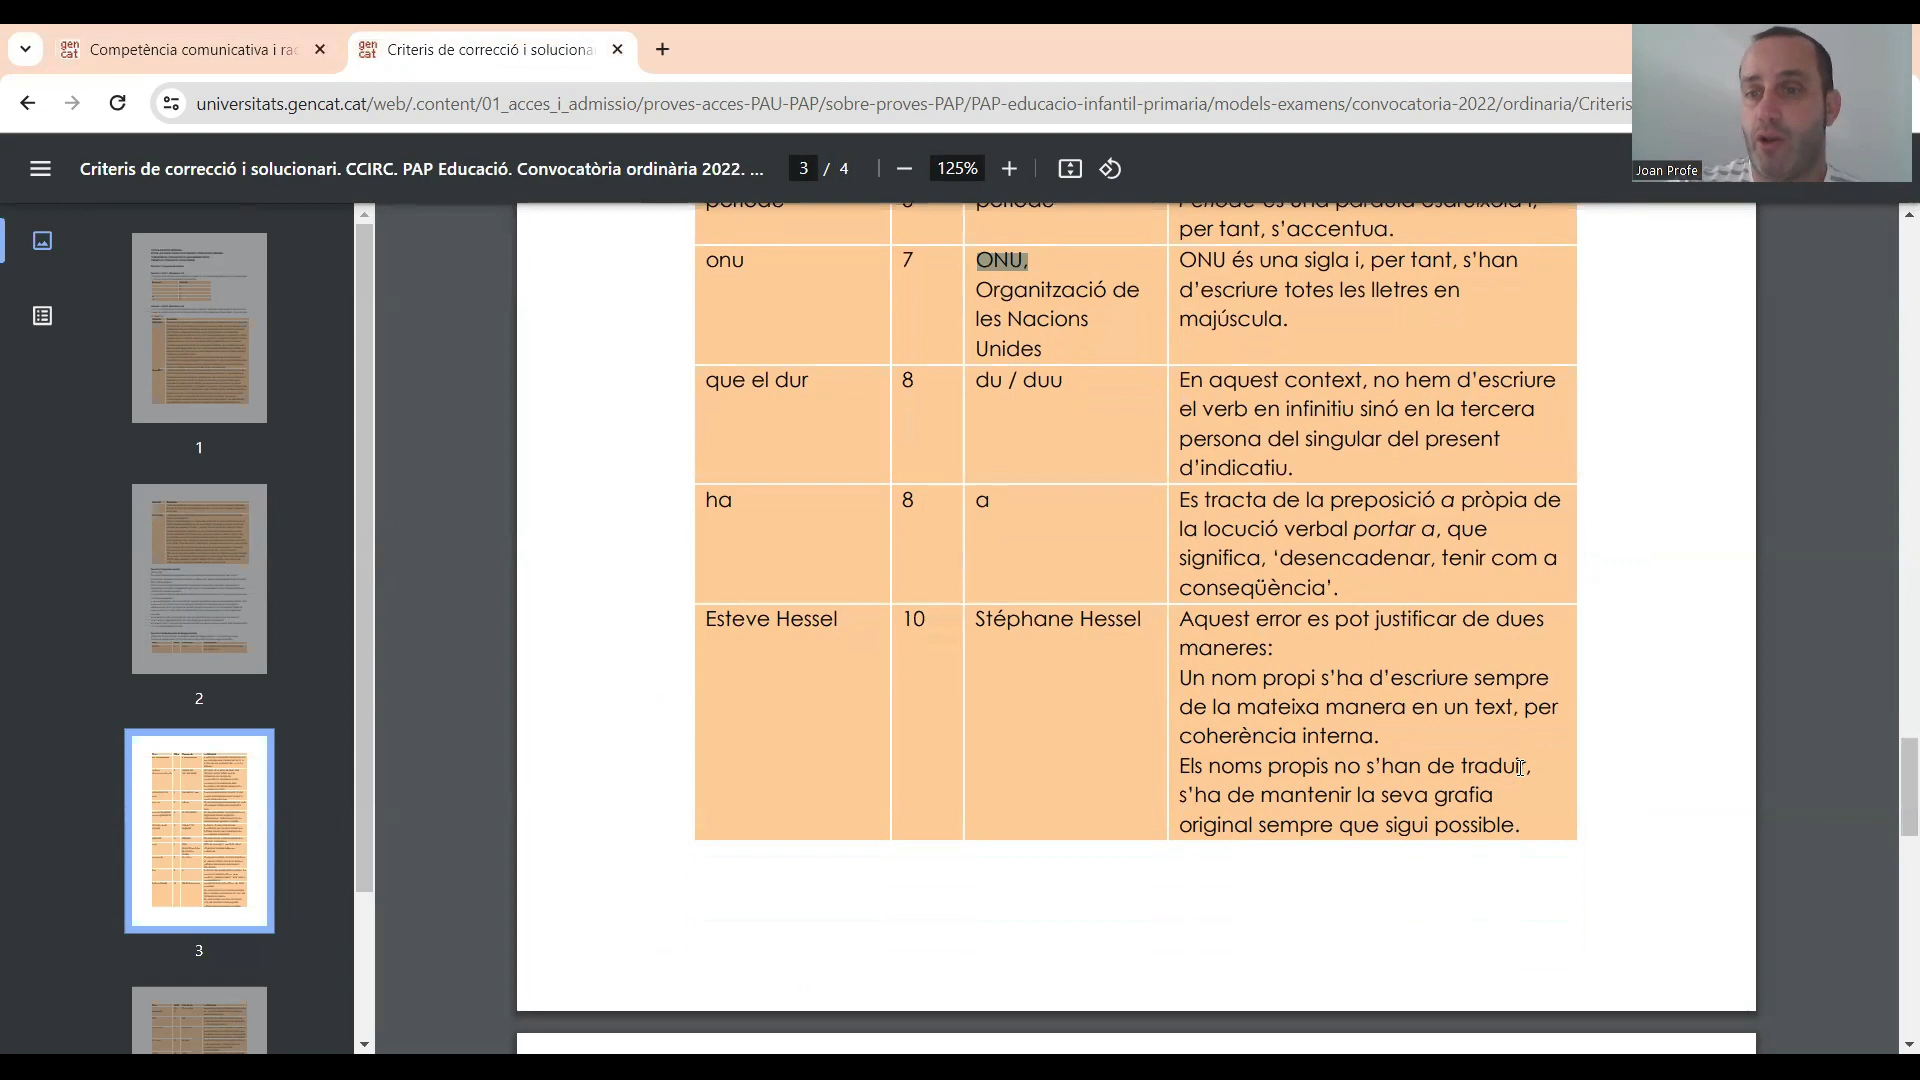 gen
cat
Competència comunicativa i rac
gen
cat
Criteris de correcció i soluciona
universitats.gencat.cat/web/.content/01_acces_i_admissio/proves-acces-PAU-PAP/sobre-proves-PAP/PAP-educacio-infantil-primaria/models-examens/convocatoria-2022/ordinaria/Criteris
Joan Profe
Criteris de correcció i solucionari. CCIRC. PAP Educació. Convocatòria ordinària 2022. ...
3 / 4
125%
1
2
3
per tant, s’accentua.
onu
7
ONU,
Organització de
les Nacions
Unides
ONU és una sigla i, per tant, s’han
d’escriure totes les lletres en
majúscula.
que el dur
8
du / duu
En aquest context, no hem d’escriure
el verb en infinitiu sinó en la tercera
persona del singular del present
d’indicatiu.
ha
8
a
Es tracta de la preposició a pròpia de
la locució verbal portar a, que
significa, ‘desencadenar, tenir com a
conseqüència’.
Esteve Hessel
10
Stéphane Hessel
Aquest error es pot justificar de dues
maneres:
Un nom propi s’ha d’escriure sempre
de la mateixa manera en un text, per
coherència interna.
Els noms propis no s’han de traduir,
s’ha de mantenir la seva grafia
original sempre que sigui possible.